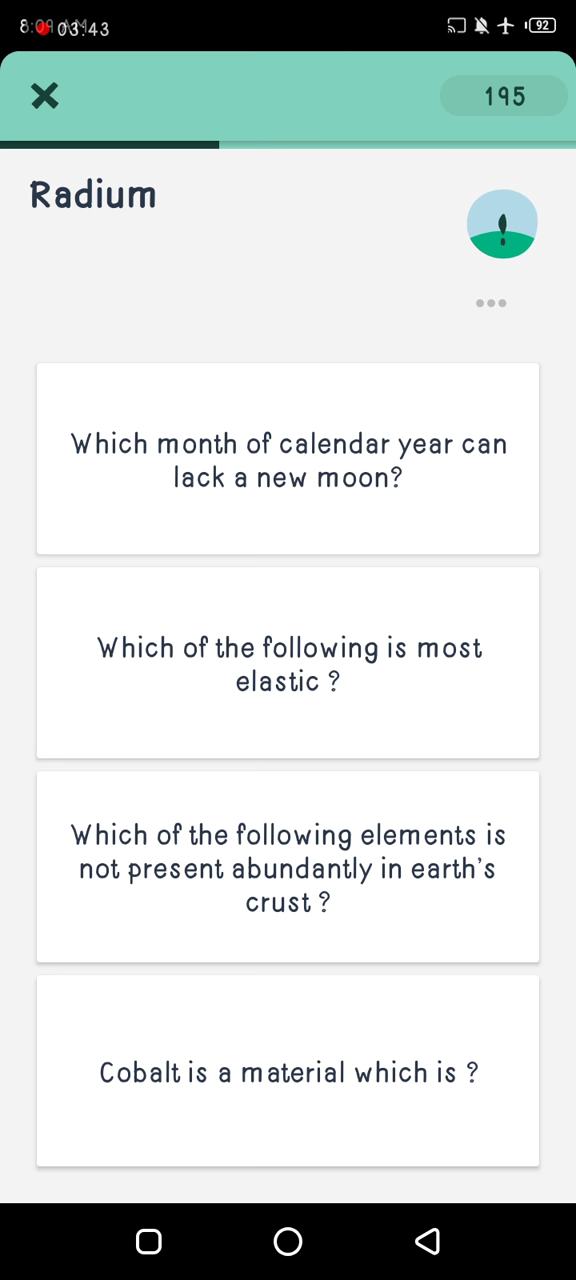 03:43
92
195
Radium
Which month of calendar year can
lack a new moon?
Which of the following is most
elastic ?
Which of the following elements is
not present abundantly in earth's
crust ?
Cobalt is a material which is ?